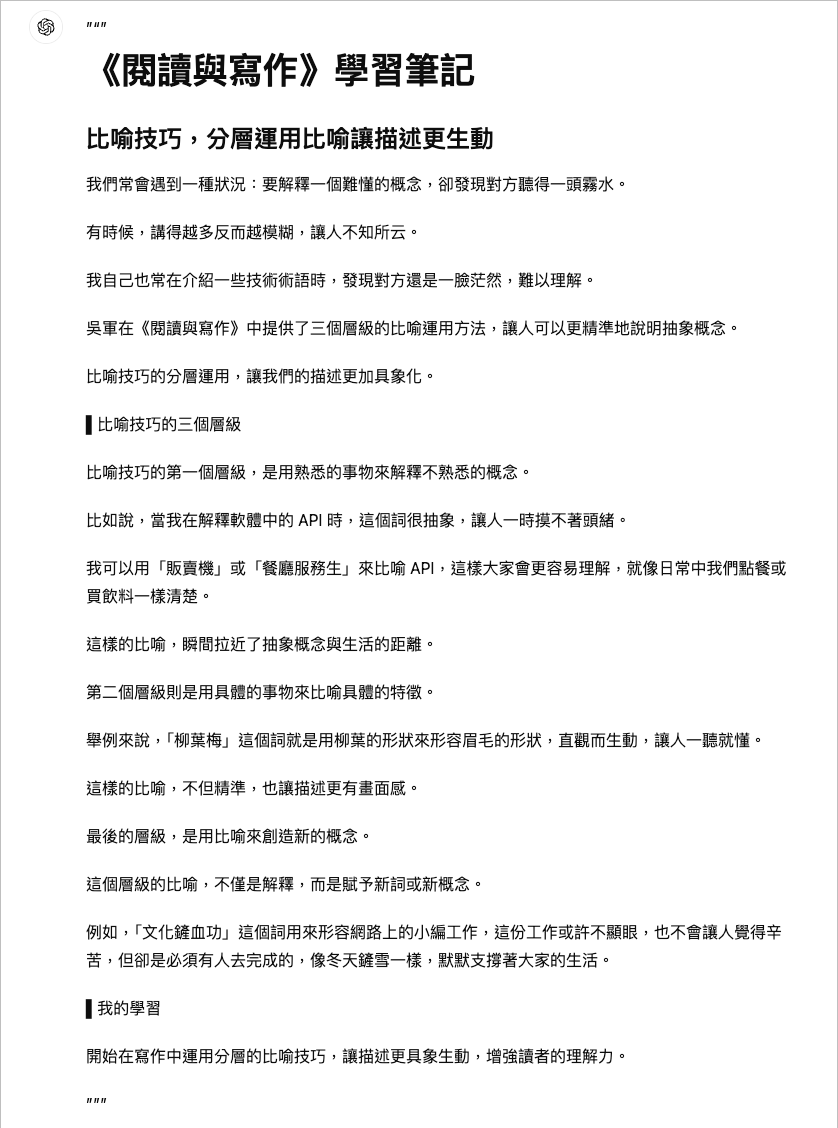 """
《閱讀與寫作》學習筆記
比喻技巧，分層運用比喻讓描述更生動
我們常會遇到一種狀況：要解釋一個難懂的概念，卻發現對方聽得一頭霧水。
有時候，講得越多反而越模糊，讓人不知所云。
我自己也常在介紹一些技術術語時，發現對方還是一臉茫然，難以理解。
吳軍在《閱讀與寫作》中提供了三個層級的比喻運用方法，讓人可以更精準地說明抽象概念。
比喻技巧的分層運用，讓我們的描述更加具象化。
▌比喻技巧的三個層級
比喻技巧的第一個層級，是用熟悉的事物來解釋不熟悉的概念。
比如說，當我在解釋軟體中的 API 時，這個詞很抽象，讓人一時摸不著頭緒。
我可以用「販賣機」或「餐廳服務生」來比喻 API，這樣大家會更容易理解，就像日常中我們點餐或
買飲料一樣清楚。
這樣的比喻，瞬間拉近了抽象概念與生活的距離。
第二個層級則是用具體的事物來比喻具體的特徵。
舉例來說，「柳葉梅」這個詞就是用柳葉的形狀來形容眉毛的形狀，直觀而生動，讓人一聽就懂。
這樣的比喻，不但精準，也讓描述更有畫面感。
最後的層級，是用比喻來創造新的概念。
這個層級的比喻，不僅是解釋，而是賦予新詞或新概念。
例如，「文化鏟血功」這個詞用來形容網路上的小編工作，這份工作或許不顯眼，也不會讓人覺得辛
苦，但卻是必須有人去完成的，像冬天鏟雪一樣，默默支撐著大家的生活。
▌我的學習
開始在寫作中運用分層的比喻技巧，讓描述更具象生動，增強讀者的理解力。
"""